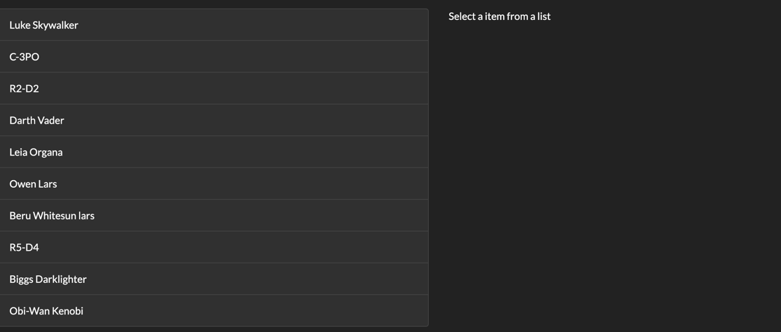 Luke Skywalker
C-3PO
R2-D2
Darth Vader
Leia Organa
Owen Lars
Beru Whitesun lars
R5-D4
Biggs Darklighter
Obi-Wan Kenobi
Select a item from a list